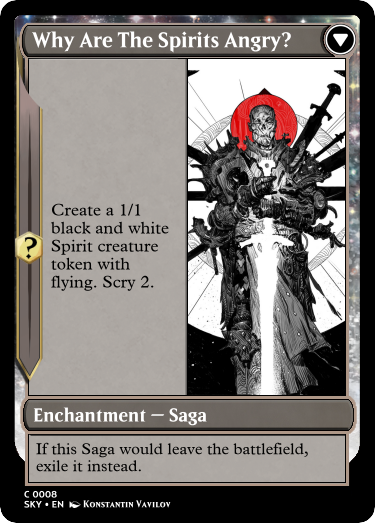 Why Are The Spirits Angry?
?
Create a 1/1
black and white
Spirit creature
token with
flying. Scry 2.
Enchantment — Saga
If this Saga would leave the battlefield,
exile it instead.
C 0008
SKY • EN Konstantin Vavilov